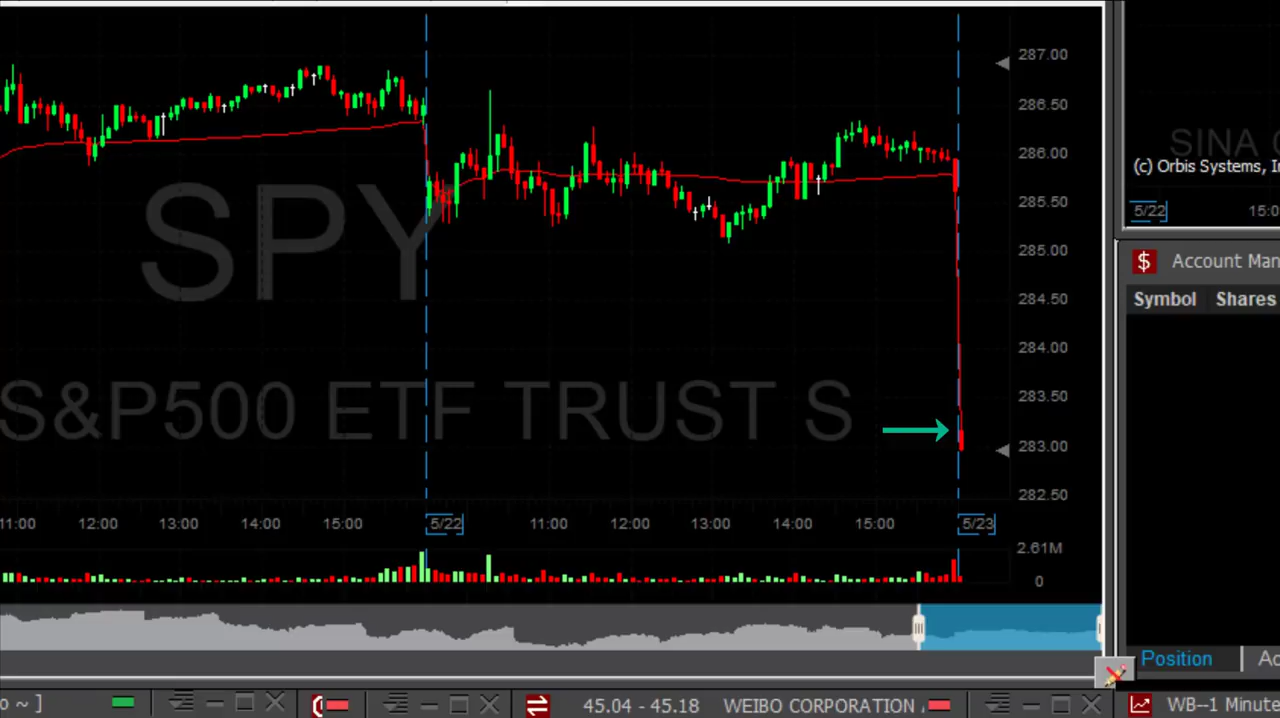 287.00
286.50
286.00
285.50
285.00
284.50
284.00
283.50
283.00
282.50
SPY
S&P500 ETF TRUST S
11:00 12:00 13:00 14:00 15:00 5/22 11:00 12:00 13:00 14:00 15:00 5/23
2.61M
0
SINA
(c) Orbis Systems, I
5/22 15:0
$ Account Man
Symbol Shares
Position Ac
o ~ ] 45.04 - 45.18 WEIBO CORPORATION WB--1 Minute